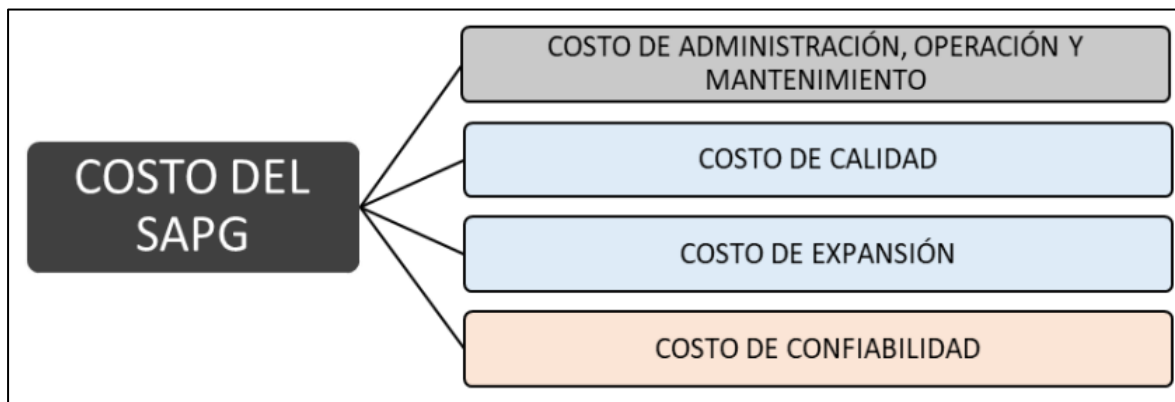 COSTO DEL
SAPG
COSTO DE ADMINISTRACIÓN, OPERACIÓN Y
MANTENIMIENTO
COSTO DE CALIDAD
COSTO DE EXPANSIÓN
COSTO DE CONFIABILIDAD